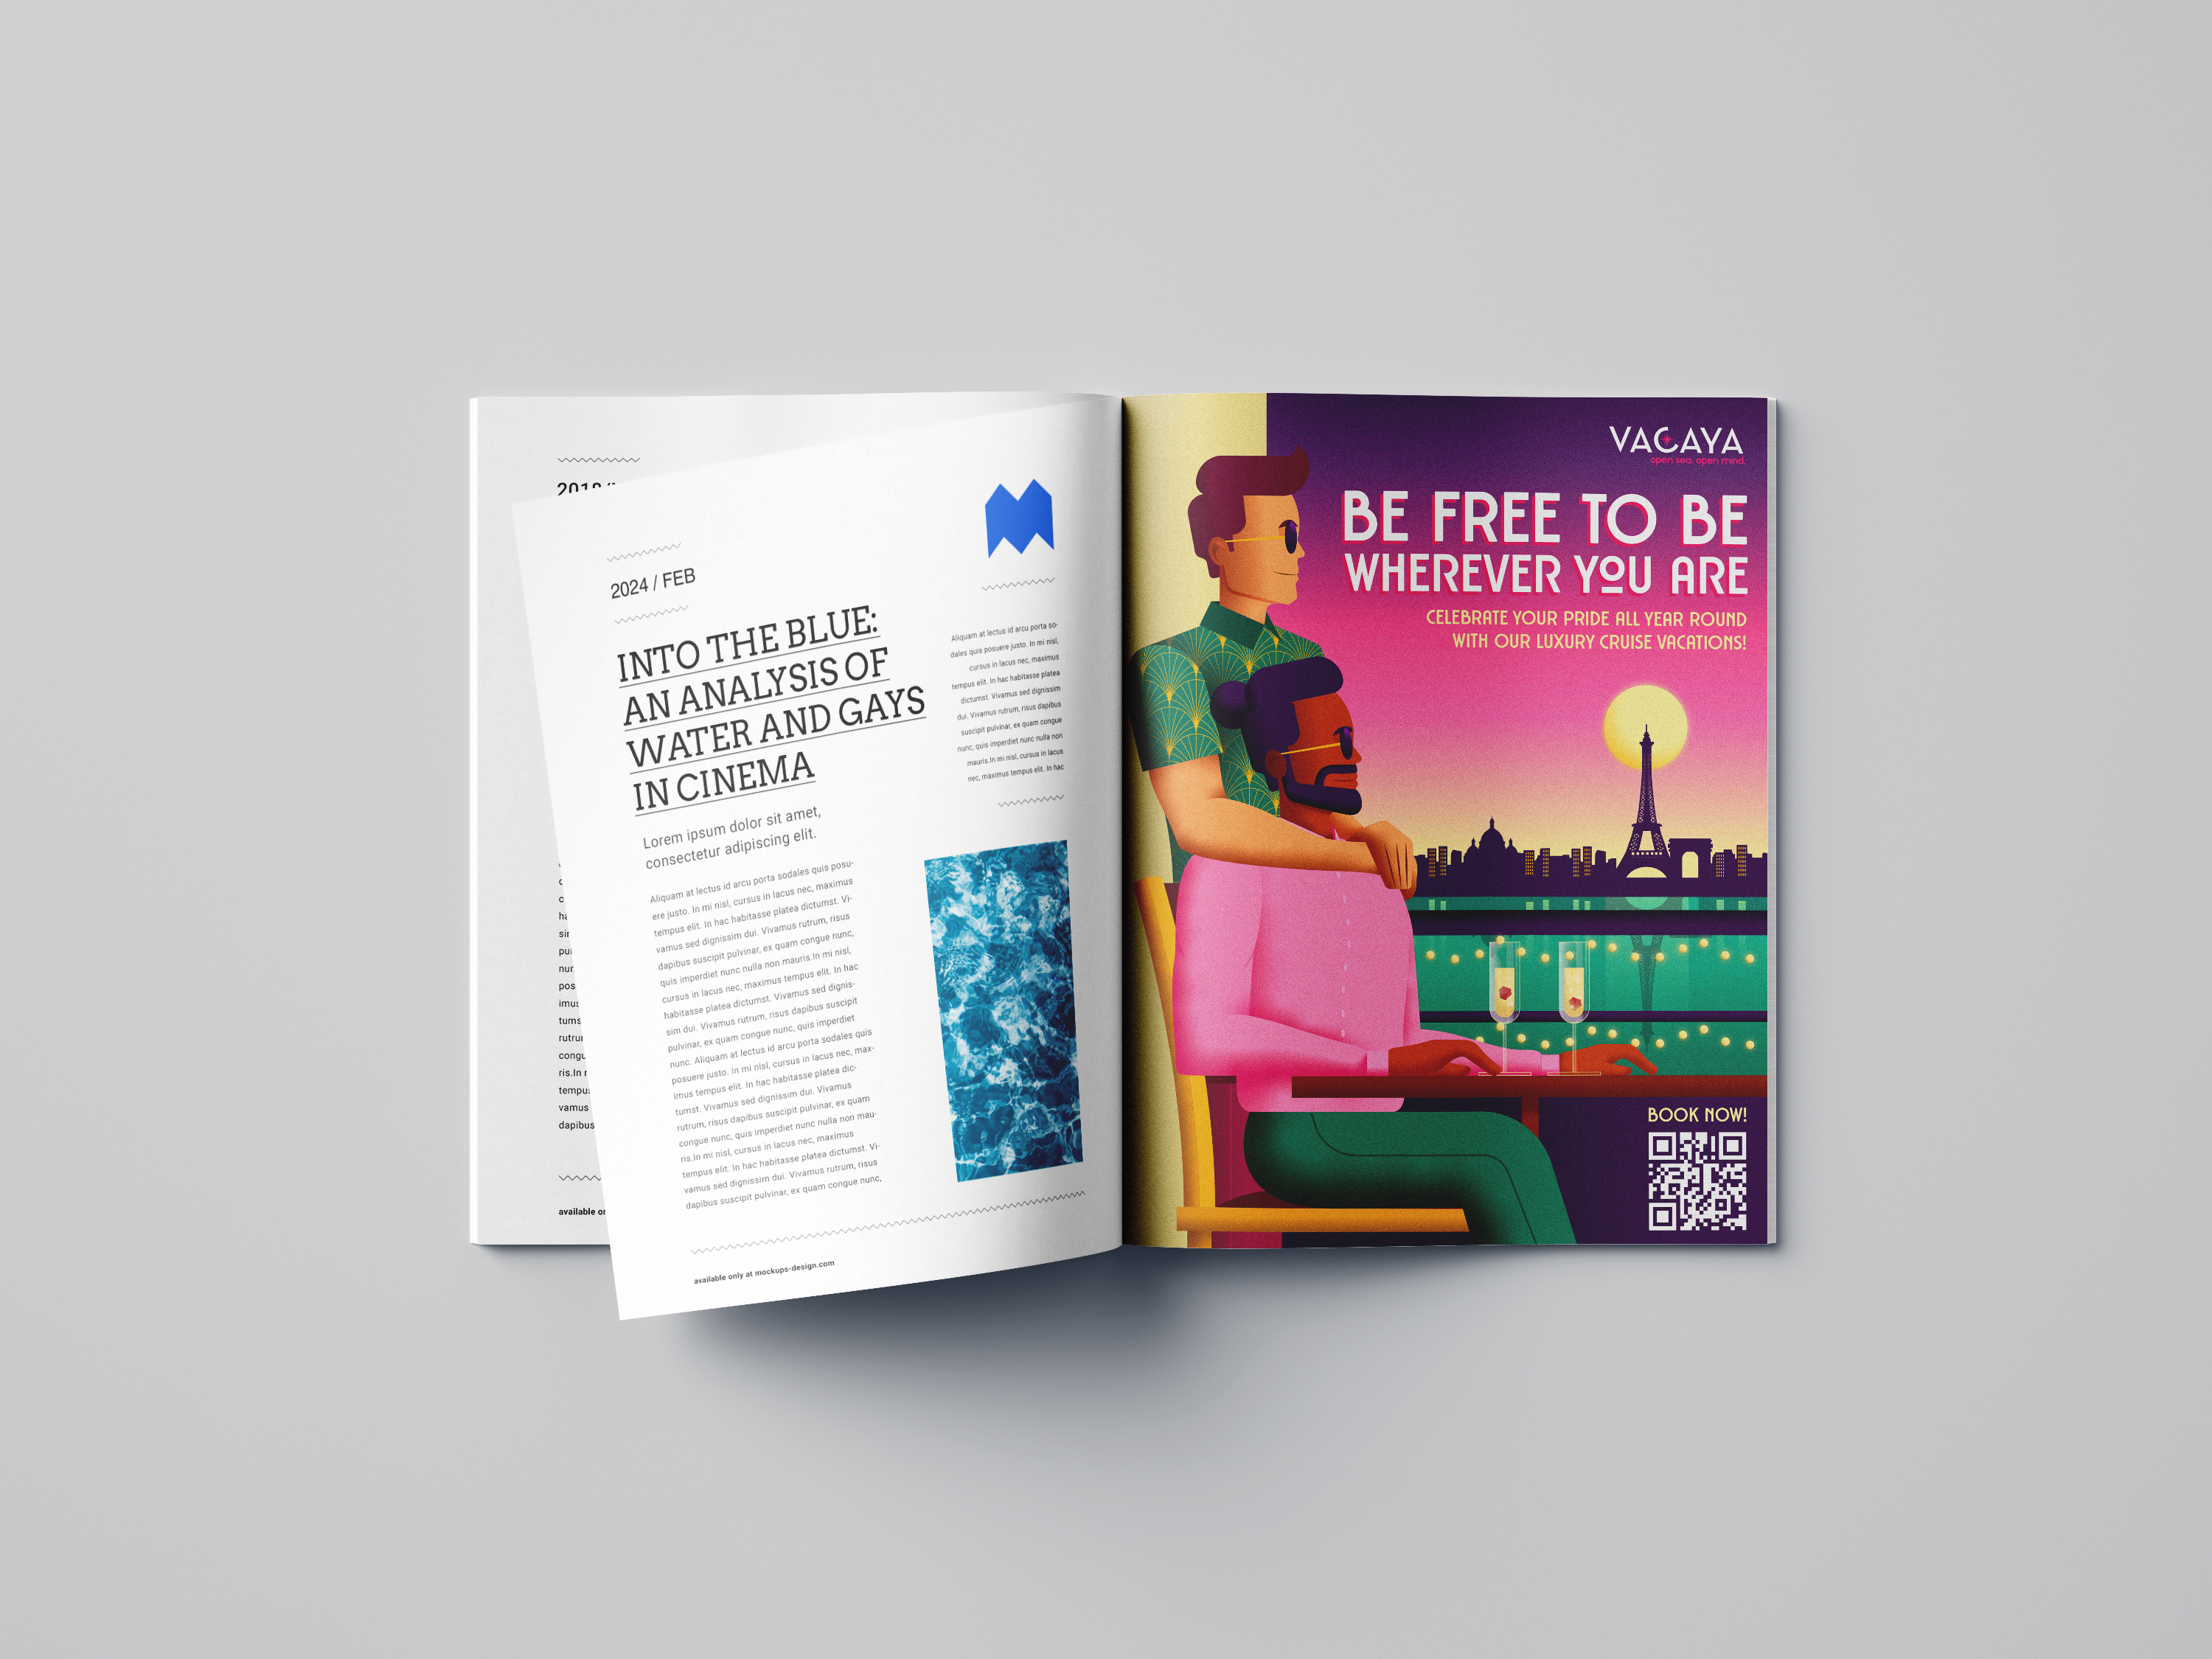 2024 / FEB
INTO THE BLUE:
AN ANALYSIS OF
WATER AND GAYS
IN CINEMA
Lorem ipsum dolor sit amet,
consectetur adipiscing elit.
Aliquam at lectus id arcu porta sodales quis posu-
ere justo. In mi nisl, cursus in lacus nec, maximus
tempus elit. In hac habitasse platea dictumst. Vi-
vamus sed dignissim dui. Vivamus rutrum, risus
dapibus suscipit pulvinar, ex quam congue nunc,
quis imperdiet nunc nulla non mauris.In mi nisl,
cursus in lacus nec, maximus tempus elit. In hac
habitasse platea dictumst. Vivamus sed dignis-
sim dui. Vivamus rutrum, risus dapibus suscipit
pulvinar, ex quam congue nunc, quis imperdiet
nunc. Aliquam at lectus id arcu porta sodales quis
posuere justo. In mi nisl, cursus in lacus nec, max-
imus tempus elit. In hac habitasse platea dic-
tumst. Vivamus sed dignissim dui. Vivamus
rutrum, risus dapibus suscipit pulvinar, ex quam
congue nunc, quis imperdiet nunc nulla non mau-
ris.In mi nisl, cursus in lacus nec, maximus
tempus elit. In hac habitasse platea dictumst. Vi-
vamus sed dignissim dui. Vivamus rutrum, risus
dapibus suscipit pulvinar, ex quam congue nunc,
Aliquam at lectus id arcu porta so-
dales quis posuere justo. In mi nisl,
cursus in lacus nec, maximus
tempus elit. In hac habitasse platea
dictumst. Vivamus sed dignissim
dui. Vivamus rutrum, risus dapibus
suscipit pulvinar, ex quam congue
nunc, quis imperdiet nunc nulla non
mauris.In mi nisl, cursus in lacus
nec, maximus tempus elit. In hac
available only at mockups-design.com
VACAYA
open sea. open mind.
BE FREE TO BE
WHEREVER YOU ARE
CELEBRATE YOUR PRIDE ALL YEAR ROUND
WITH OUR LUXURY CRUISE VACATIONS!
BOOK NOW!